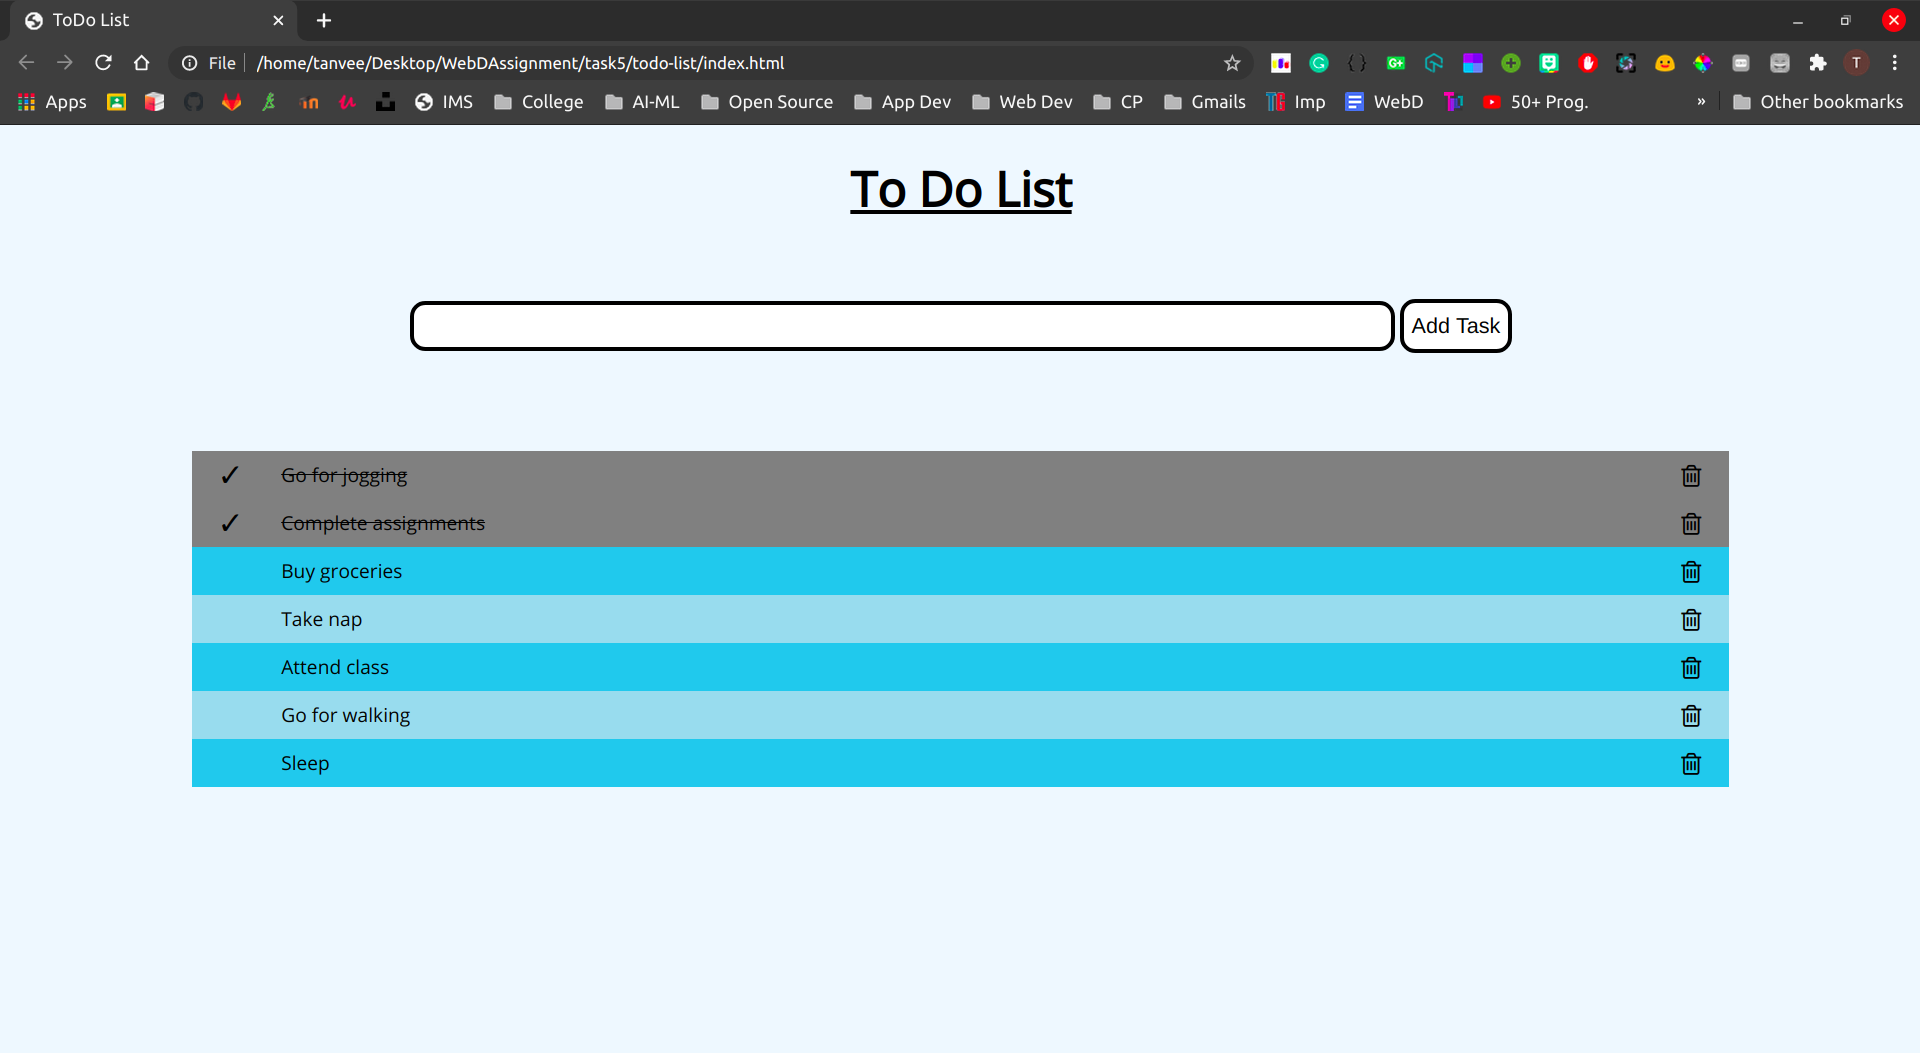 ToDo List
File /home/tanvee/Desktop/WebDAssignment/task5/todo-list/index.html
G+
T
Apps in IMS College AI-ML Open Source App Dev Web Dev CP Gmails Imp WebD 50+ Prog. » Other bookmarks
To Do List
Add Task
✓ Go for jogging
✓ Complete assignments
Buy groceries
Take nap
Attend class
Go for walking
Sleep